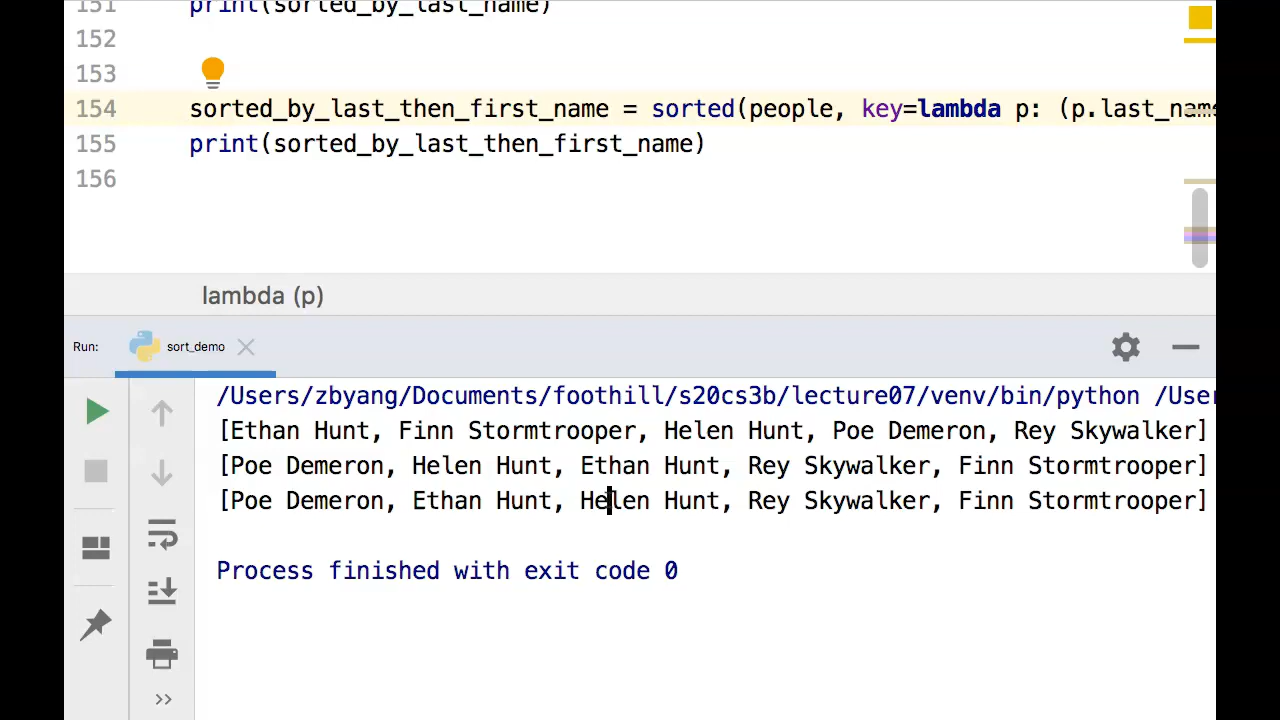 151 print(sorted_by_last_name)
152
153
154 sorted_by_last_then_first_name = sorted(people, key=lambda p: (p.last_name
155 print(sorted_by_last_then_first_name)
156
lambda (p)
Run: sort_demo
/Users/zbyang/Documents/foothill/s20cs3b/lecture07/venv/bin/python /User
[Ethan Hunt, Finn Stormtrooper, Helen Hunt, Poe Demeron, Rey Skywalker]
[Poe Demeron, Helen Hunt, Ethan Hunt, Rey Skywalker, Finn Stormtrooper]
[Poe Demeron, Ethan Hunt, Helen Hunt, Rey Skywalker, Finn Stormtrooper]
Process finished with exit code 0